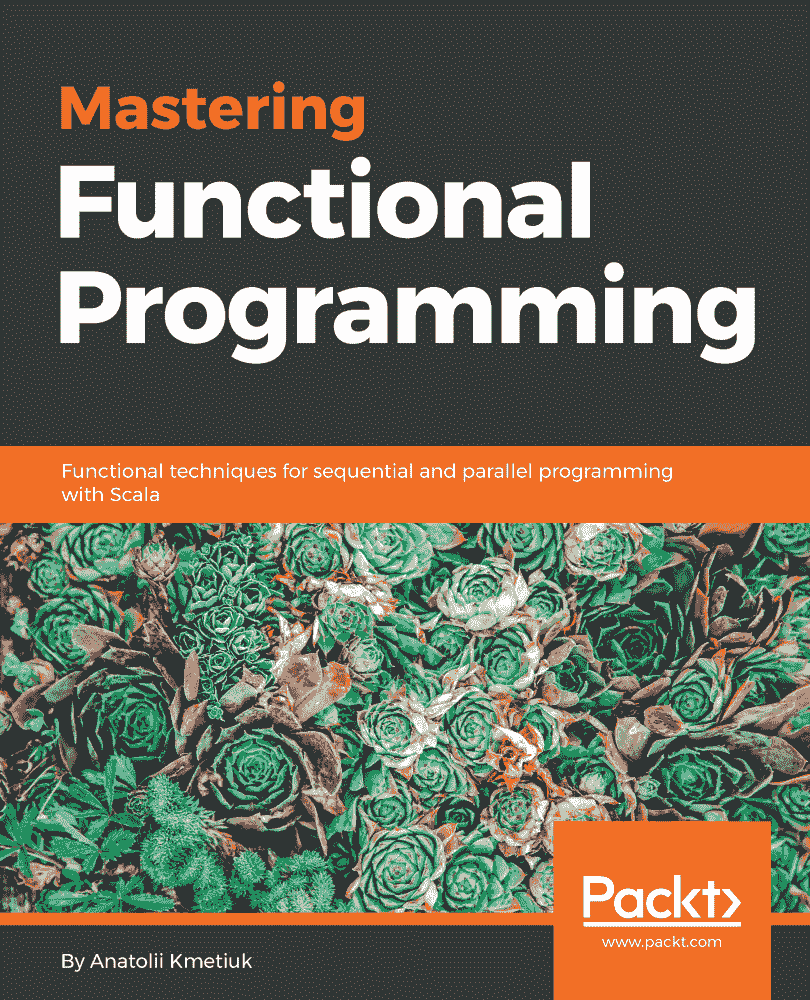 Mastering
Functional
Programming
Functional techniques for sequential and parallel programming
with Scala
Packt>
www.packt.com
By Anatolii Kmetiuk